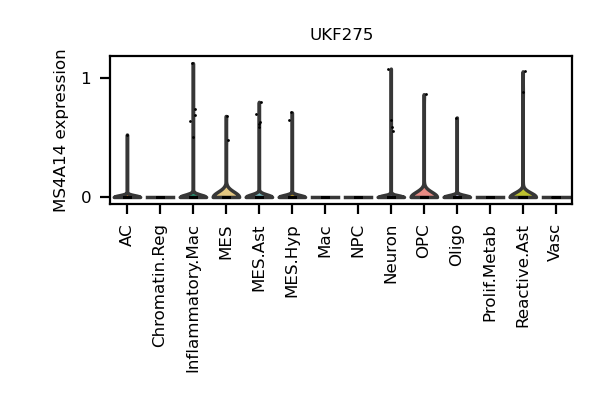 UKF275
MS4A14 expression
1
0
AC
Chromatin.Reg
Inflammatory.Mac
MES
MES.Ast
MES.Hyp
Mac
NPC
Neuron
OPC
Oligo
Prolif.Metab
Reactive.Ast
Vasc